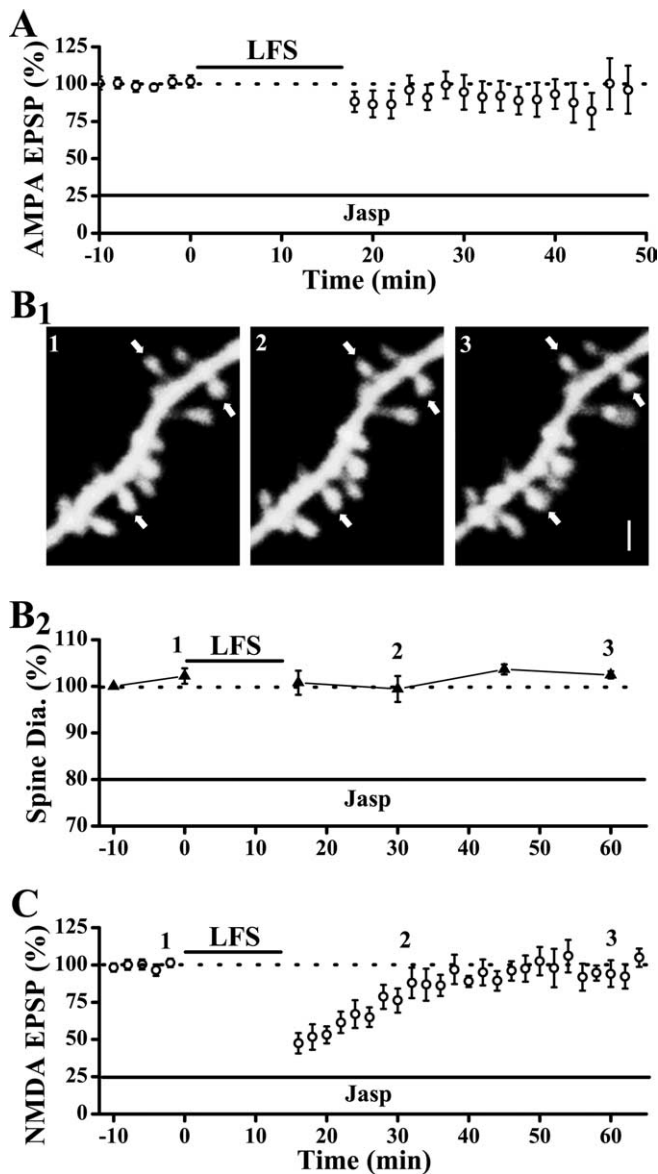 A
LFS
AMPA EPSP (%)
125
100
75
25
0
Jasp
-10 0 10 20 30 40 50
Time (min)
B1
1 2 3
B2
1 LFS 2 3
Spine Dia. (%)
110
100
90
80
70
Jasp
-10 0 10 20 30 40 50 60
C
1 LFS 2 3
NMDA EPSP (%)
125
100
75
50
25
0
Jasp
-10 0 10 20 30 40 50 60
Time (min)